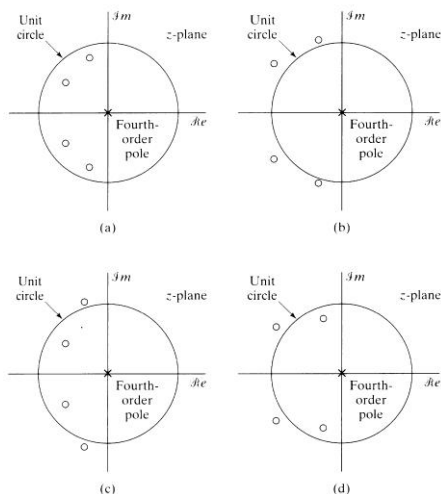 Unit
circle
ℐm
z-plane
ℛe
Fourth-
order
pole
(a)
Unit
circle
ℐm
z-plane
ℛe
Fourth-
order
pole
(b)
Unit
circle
ℐm
z-plane
ℛe
Fourth-
order
pole
(c)
Unit
circle
ℐm
z-plane
ℛe
Fourth-
order
pole
(d)